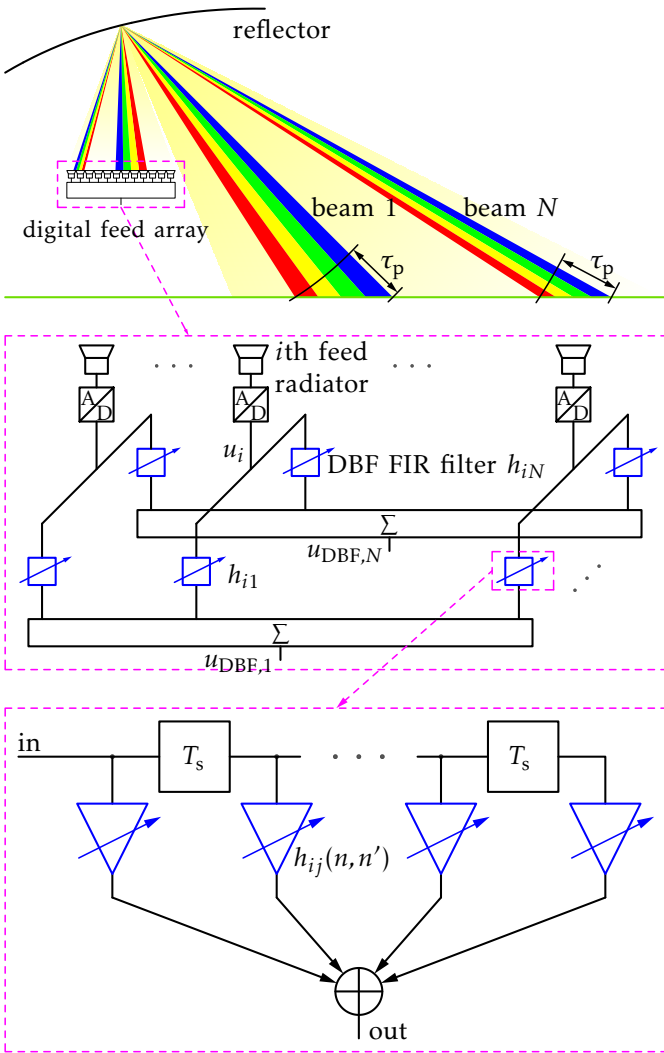 reflector
beam 1
beam N
τp
τp
digital feed array
ith feed
radiator
. . .
. . .
A
D
A
D
A
D
ui
DBF FIR filter hiN
Σ
uDBF,N
hi1
. . .
Σ
uDBF,1
in
Ts
. . .
Ts
hij(n, n′)
out